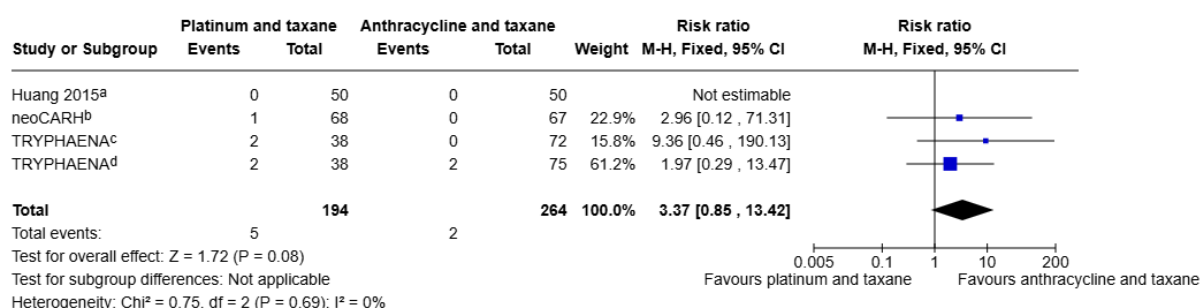 Platinum and taxane Anthracycline and taxane Risk ratio Risk ratio
Study or Subgroup Events Total Events Total Weight M-H, Fixed, 95% CI M-H, Fixed, 95% CI
Huang 2015a 0 50 0 50 Not estimable
neoCARHb 1 68 0 67 22.9% 2.96 [0.12 , 71.31]
TRYPHAENAc 2 38 0 72 15.8% 9.36 [0.46 , 190.13]
TRYPHAENAd 2 38 2 75 61.2% 1.97 [0.29 , 13.47]
Total 194 264 100.0% 3.37 [0.85 , 13.42]
Total events: 5 2
Test for overall effect: Z = 1.72 (P = 0.08)
0.005 0.1 1 10 200
Test for subgroup differences: Not applicable
Favours platinum and taxane Favours anthracycline and taxane
Heterogeneity: Chi² = 0.75, df = 2 (P = 0.69); I² = 0%